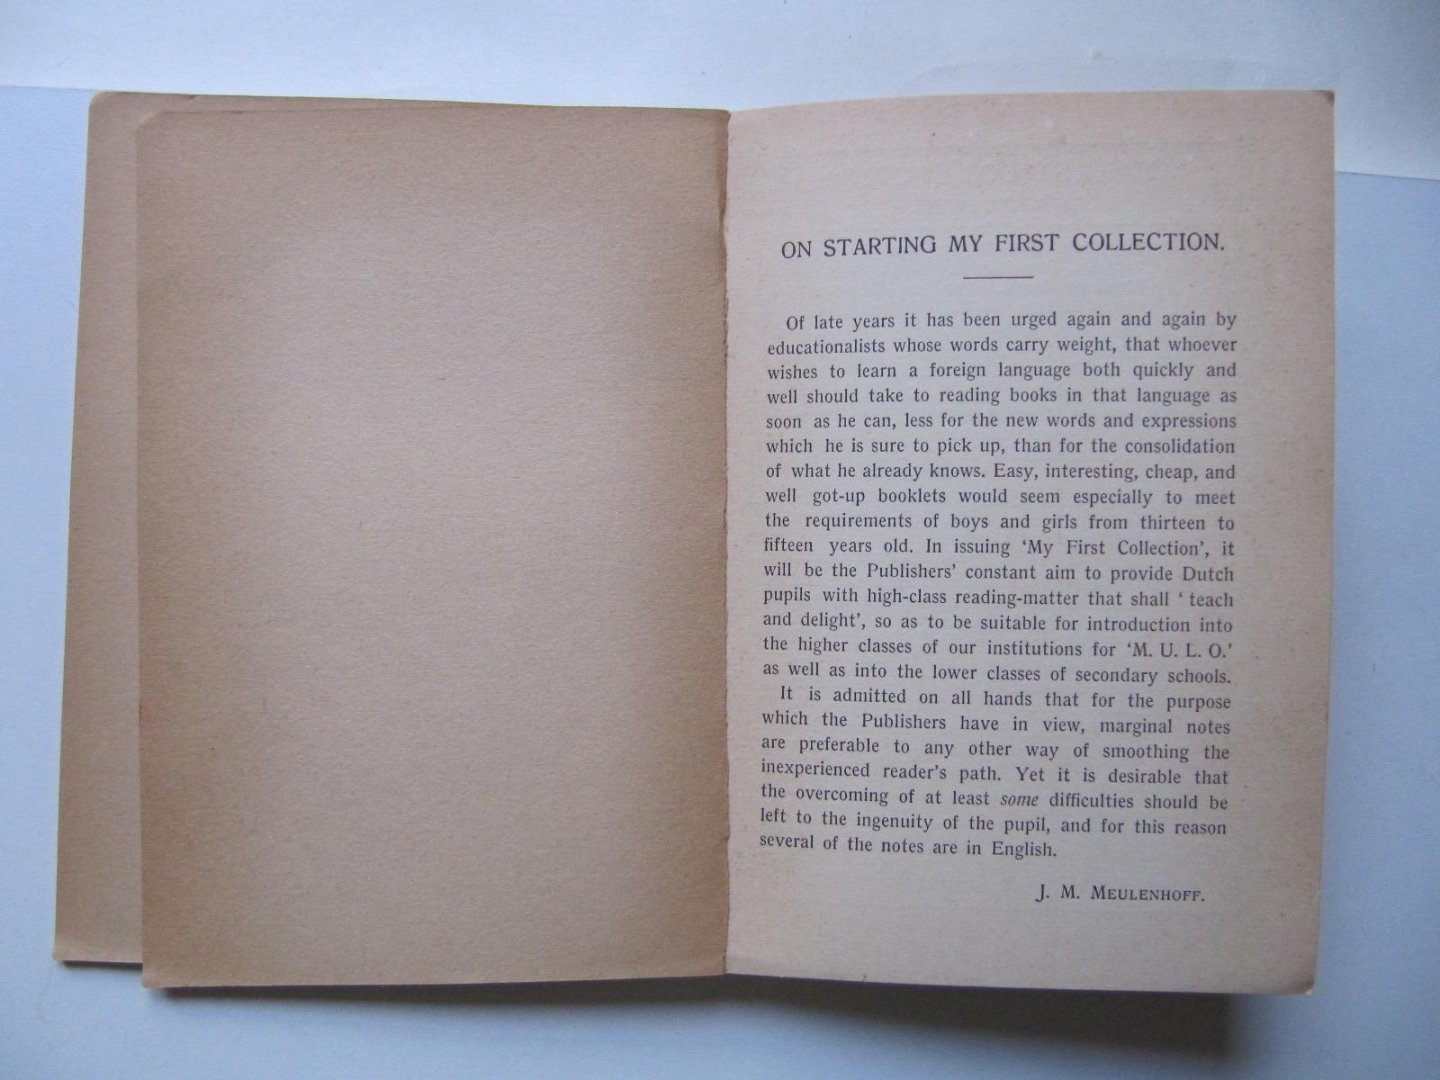 ON STARTING MY FIRST COLLECTION.
Of late years it has been urged again and again by
educationalists whose words carry weight, that whoever
wishes to learn a foreign language both quickly and
well should take to reading books in that language as
soon as he can, less for the new words and expressions
which he is sure to pick up, than for the consolidation
of what he already knows. Easy, interesting, cheap, and
well got-up booklets would seem especially to meet
the requirements of boys and girls from thirteen to
fifteen years old. In issuing ‘My First Collection’, it
will be the Publishers’ constant aim to provide Dutch
pupils with high-class reading-matter that shall ‘ teach
and delight’, so as to be suitable for introduction into
the higher classes of our institutions for ‘M. U. L. O.’
as well as into the lower classes of secondary schools.
It is admitted on all hands that for the purpose
which the Publishers have in view, marginal notes
are preferable to any other way of smoothing the
inexperienced reader’s path. Yet it is desirable that
the overcoming of at least some difficulties should be
left to the ingenuity of the pupil, and for this reason
several of the notes are in English.
J. M. MEULENHOFF.